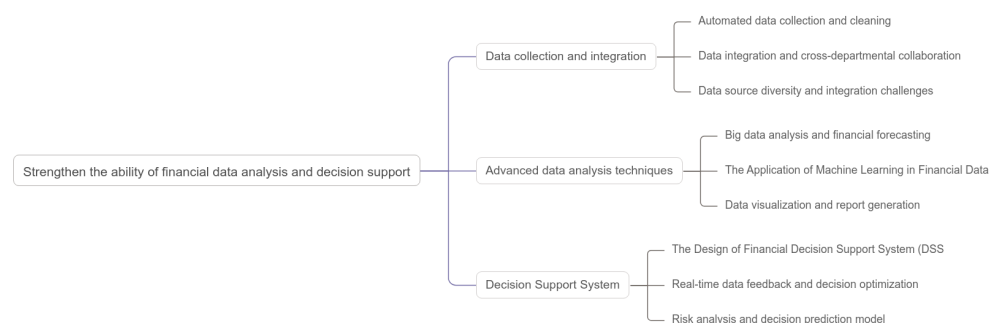 Strengthen the ability of financial data analysis and decision support
Data collection and integration
Automated data collection and cleaning
Data integration and cross-departmental collaboration
Data source diversity and integration challenges
Advanced data analysis techniques
Big data analysis and financial forecasting
The Application of Machine Learning in Financial Data
Data visualization and report generation
Decision Support System
The Design of Financial Decision Support System (DSS
Real-time data feedback and decision optimization
Risk analysis and decision prediction model